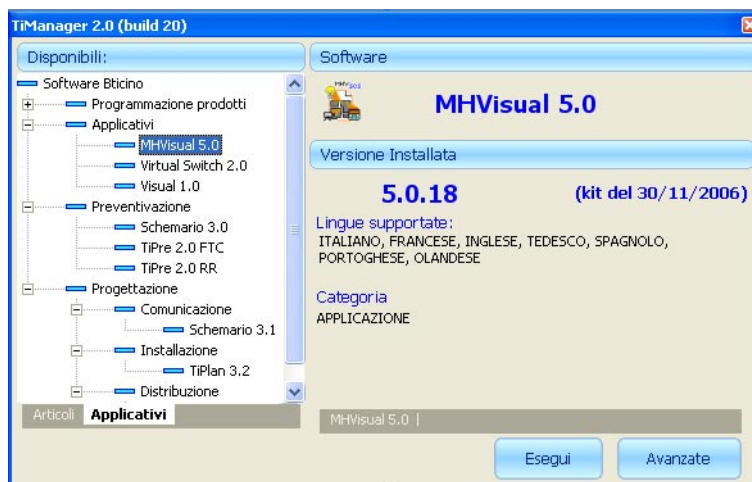 TiManager 2.0 (build 20)
Disponibili:
Software Bticino
Programmazione prodotti
Applicativi
MHVisual 5.0
Virtual Switch 2.0
Visual 1.0
Preventivazione
Schemario 3.0
TiPre 2.0 FTC
TiPre 2.0 RR
Progettazione
Comunicazione
Schemario 3.1
Installazione
TiPlan 3.2
Distribuzione
Articoli Applicativi
Software
MHVisual 5.0
Versione Installata
5.0.18 (kit del 30/11/2006)
Lingue supportate:
ITALIANO, FRANCESE, INGLESE, TEDESCO, SPAGNOLO,
PORTOGHESE, OLANDESE
Categoria
APPLICAZIONE
MHVisual 5.0 |
Esegui Avanzate